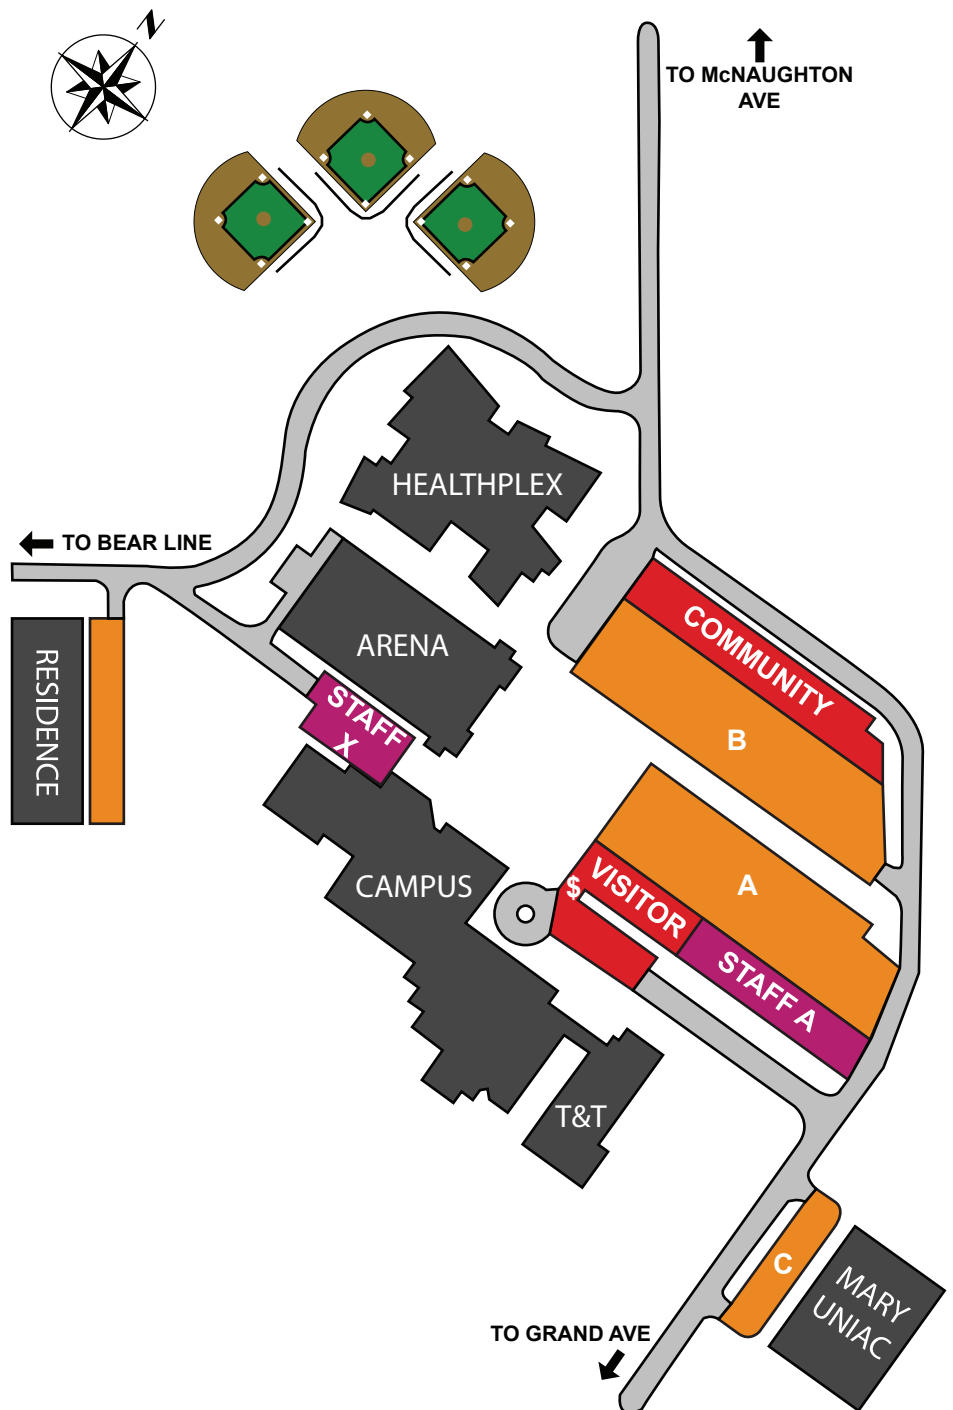 N
TO McNAUGHTON
AVE
HEALTHPLEX
TO BEAR LINE
COMMUNITY
ARENA
RESIDENCE
STAFF
X
B
VISITOR
$
A
CAMPUS
STAFF A
T&T
C
MARY
UNIAC
TO GRAND AVE